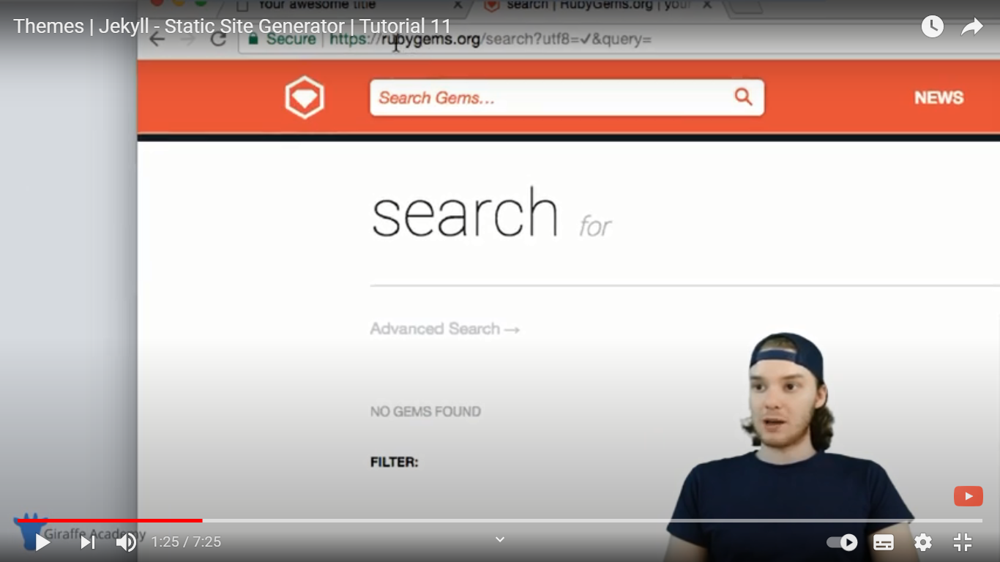 Your awesome title
search | RubyGems.org | your
Themes | Jekyll - Static Site Generator | Tutorial 11
Secure | https://rubygems.org/search?utf8=✓&query=
Search Gems…
NEWS
search for
Advanced Search →
NO GEMS FOUND
FILTER:
Giraffe Academy
1:25 / 7:25